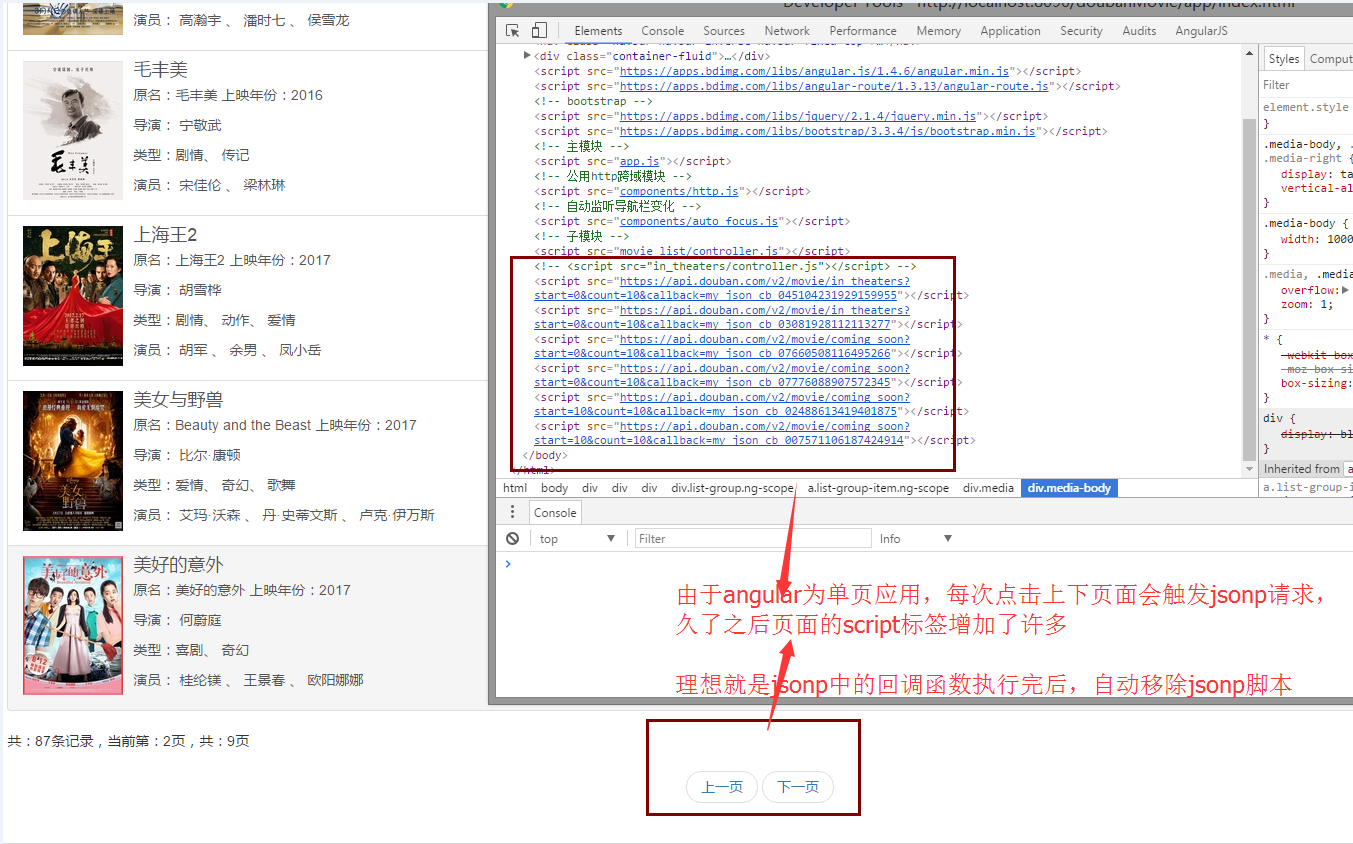 演员： 高瀚宇 、 潘时七 、 侯雪龙
毛丰美
原名：毛丰美 上映年份：2016
导演： 宁敬武
类型：剧情、 传记
演员： 宋佳伦 、 梁林琳
毛丰美
上海王2
原名：上海王2 上映年份：2017
导演： 胡雪桦
类型：剧情、 动作、 爱情
演员： 胡军 、 余男 、 凤小岳
上海王
美女与野兽
原名：Beauty and the Beast 上映年份：2017
导演： 比尔·康顿
类型：爱情、 奇幻、 歌舞
演员： 艾玛·沃森 、 丹·史蒂文斯 、 卢克·伊万斯
美女与野兽
美好的意外
原名：美好的意外 上映年份：2017
导演： 何蔚庭
类型：喜剧、 奇幻
演员： 桂纶镁 、 王景春 、 欧阳娜娜
美好的意外
共：87条记录，当前第：2页，共：9页
上一页 下一页
Developer Tools - http://localhost:8090/doubanMovie/app/index.html
Elements Console Sources Network Performance Memory Application Security Audits AngularJS
<div class="container-fluid">…</div>
<script src="https://apps.bdimg.com/libs/angular.js/1.4.6/angular.min.js"></script>
<script src="https://apps.bdimg.com/libs/angular-route/1.3.13/angular-route.js"></script>
<!-- bootstrap -->
<script src="https://apps.bdimg.com/libs/jquery/2.1.4/jquery.min.js"></script>
<script src="https://apps.bdimg.com/libs/bootstrap/3.3.4/js/bootstrap.min.js"></script>
<!-- 主模块 -->
<script src="app.js"></script>
<!-- 公用http跨域模块 -->
<script src="components/http.js"></script>
<!-- 自动监听导航栏变化 -->
<script src="components/auto_focus.js"></script>
<!-- 子模块 -->
<script src="movie_list/controller.js"></script>
<!-- <script src="in_theaters/controller.js"></script> -->
<script src="https://api.douban.com/v2/movie/in_theaters?
start=0&count=10&callback=my_json_cb_045104231929159955"></script>
<script src="https://api.douban.com/v2/movie/in_theaters?
start=0&count=10&callback=my_json_cb_03081928112113277"></script>
<script src="https://api.douban.com/v2/movie/coming_soon?
start=0&count=10&callback=my_json_cb_07660508116495266"></script>
<script src="https://api.douban.com/v2/movie/coming_soon?
start=0&count=10&callback=my_json_cb_07776088907572345"></script>
<script src="https://api.douban.com/v2/movie/coming_soon?
start=10&count=10&callback=my_json_cb_024886134194018​75"></script>
<script src="https://api.douban.com/v2/movie/coming_soon?
start=10&count=10&callback=my_json_cb_007571106187424914"></script>
</body>
</html>
html body div div div div.list-group.ng-scope a.list-group-item.ng-scope div.media div.media-body
Styles Comput
Filter
element.style
}
.media-body, .
.media-right {
display: ta
vertical-al
}
.media-body {
width: 1000
}
.media, .media
overflow:
zoom: 1;
}
* {
-webkit-box
-moz-box-si
box-sizing:
}
div {
display: bl
}
Inherited from a
a.list-group-i
Console
top Filter Info
由于angular为单页应用，每次点击上下页面会触发jsonp请求，
久了之后页面的script标签增加了许多
理想就是jsonp中的回调函数执行完后，自动移除jsonp脚本